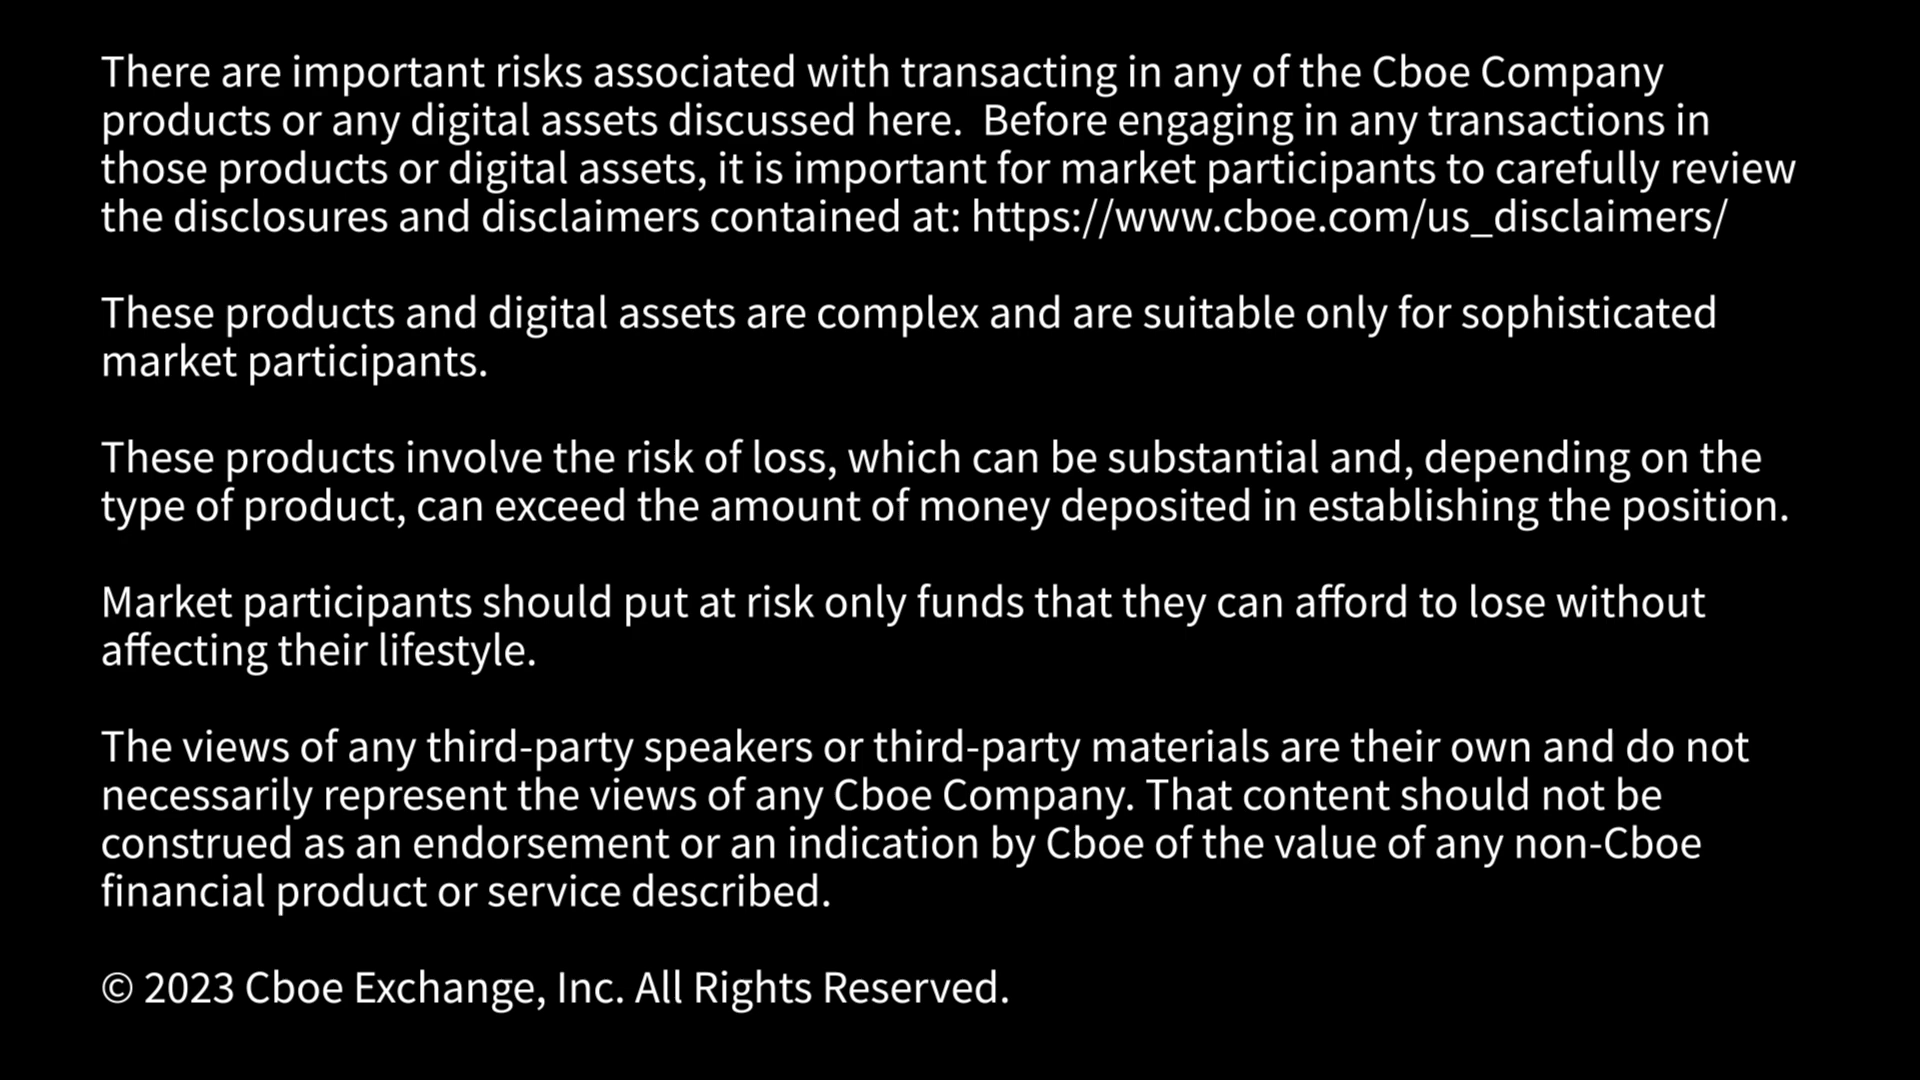 There are important risks associated with transacting in any of the Cboe Company
products or any digital assets discussed here.  Before engaging in any transactions in
those products or digital assets, it is important for market participants to carefully review
the disclosures and disclaimers contained at: https://www.cboe.com/us_disclaimers/
These products and digital assets are complex and are suitable only for sophisticated
market participants.
These products involve the risk of loss, which can be substantial and, depending on the
type of product, can exceed the amount of money deposited in establishing the position.
Market participants should put at risk only funds that they can afford to lose without
affecting their lifestyle.
The views of any third-party speakers or third-party materials are their own and do not
necessarily represent the views of any Cboe Company. That content should not be
construed as an endorsement or an indication by Cboe of the value of any non-Cboe
financial product or service described.
© 2023 Cboe Exchange, Inc. All Rights Reserved.